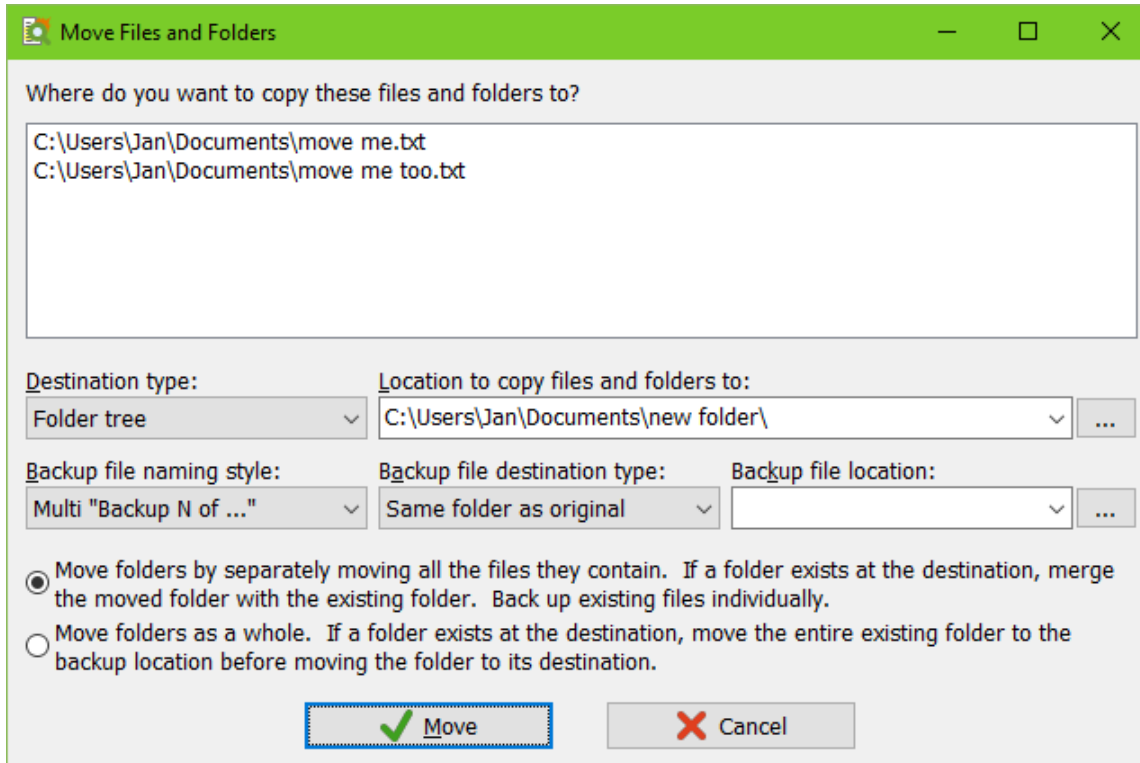 Move Files and Folders
Where do you want to copy these files and folders to?
C:\Users\Jan\Documents\move me.txt
C:\Users\Jan\Documents\move me too.txt
Destination type:
Location to copy files and folders to:
Folder tree
C:\Users\Jan\Documents\new folder\
...
Backup file naming style:
Backup file destination type:
Backup file location:
Multi "Backup N of ..."
Same folder as original
...
Move folders by separately moving all the files they contain.  If a folder exists at the destination, merge
the moved folder with the existing folder.  Back up existing files individually.
Move folders as a whole.  If a folder exists at the destination, move the entire existing folder to the
backup location before moving the folder to its destination.
Move
Cancel